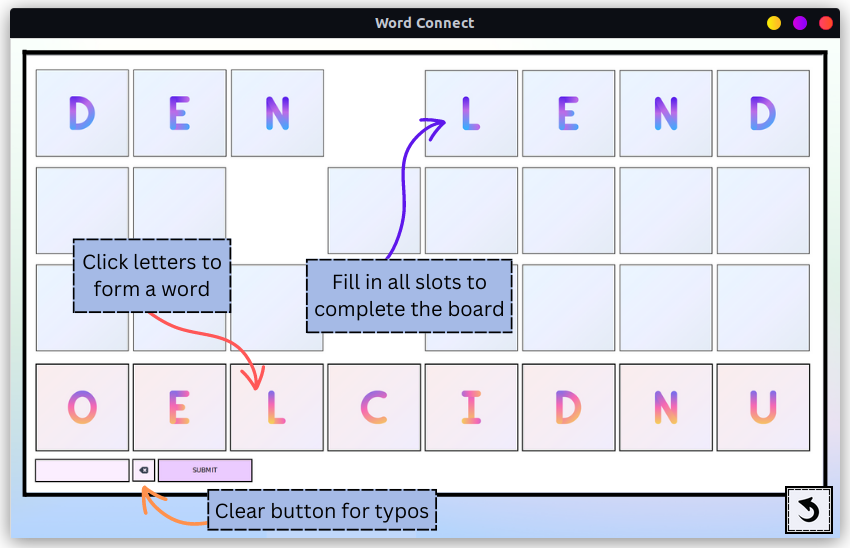 Word Connect
D E N L E N D
Click letters to
form a word
Fill in all slots to
complete the board
O E L C I D N U
SUBMIT
Clear button for typos